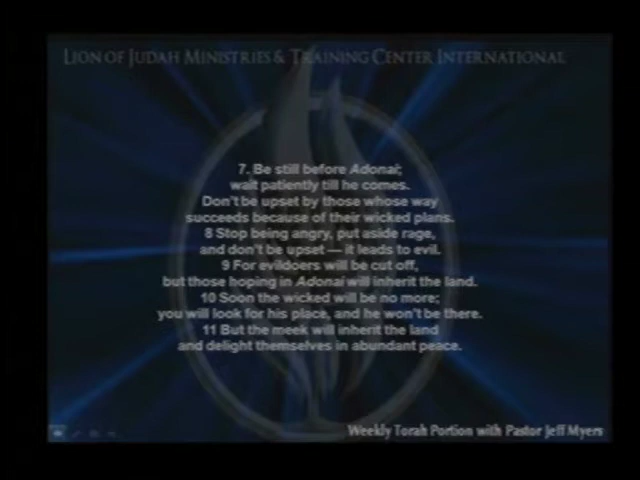 LION OF JUDAH MINISTRIES & TRAINING CENTER INTERNATIONAL
7. Be still before Adonai;
wait patiently till he comes.
Don't be upset by those whose way
succeeds because of their wicked plans.
8 Stop being angry, put aside rage,
and don't be upset — it leads to evil.
9 For evildoers will be cut off,
but those hoping in Adonai will inherit the land.
10 Soon the wicked will be no more;
you will look for his place, and he won't be there.
11 But the meek will inherit the land
and delight themselves in abundant peace.
Weekly Torah Portion with Pastor Jeff Myers